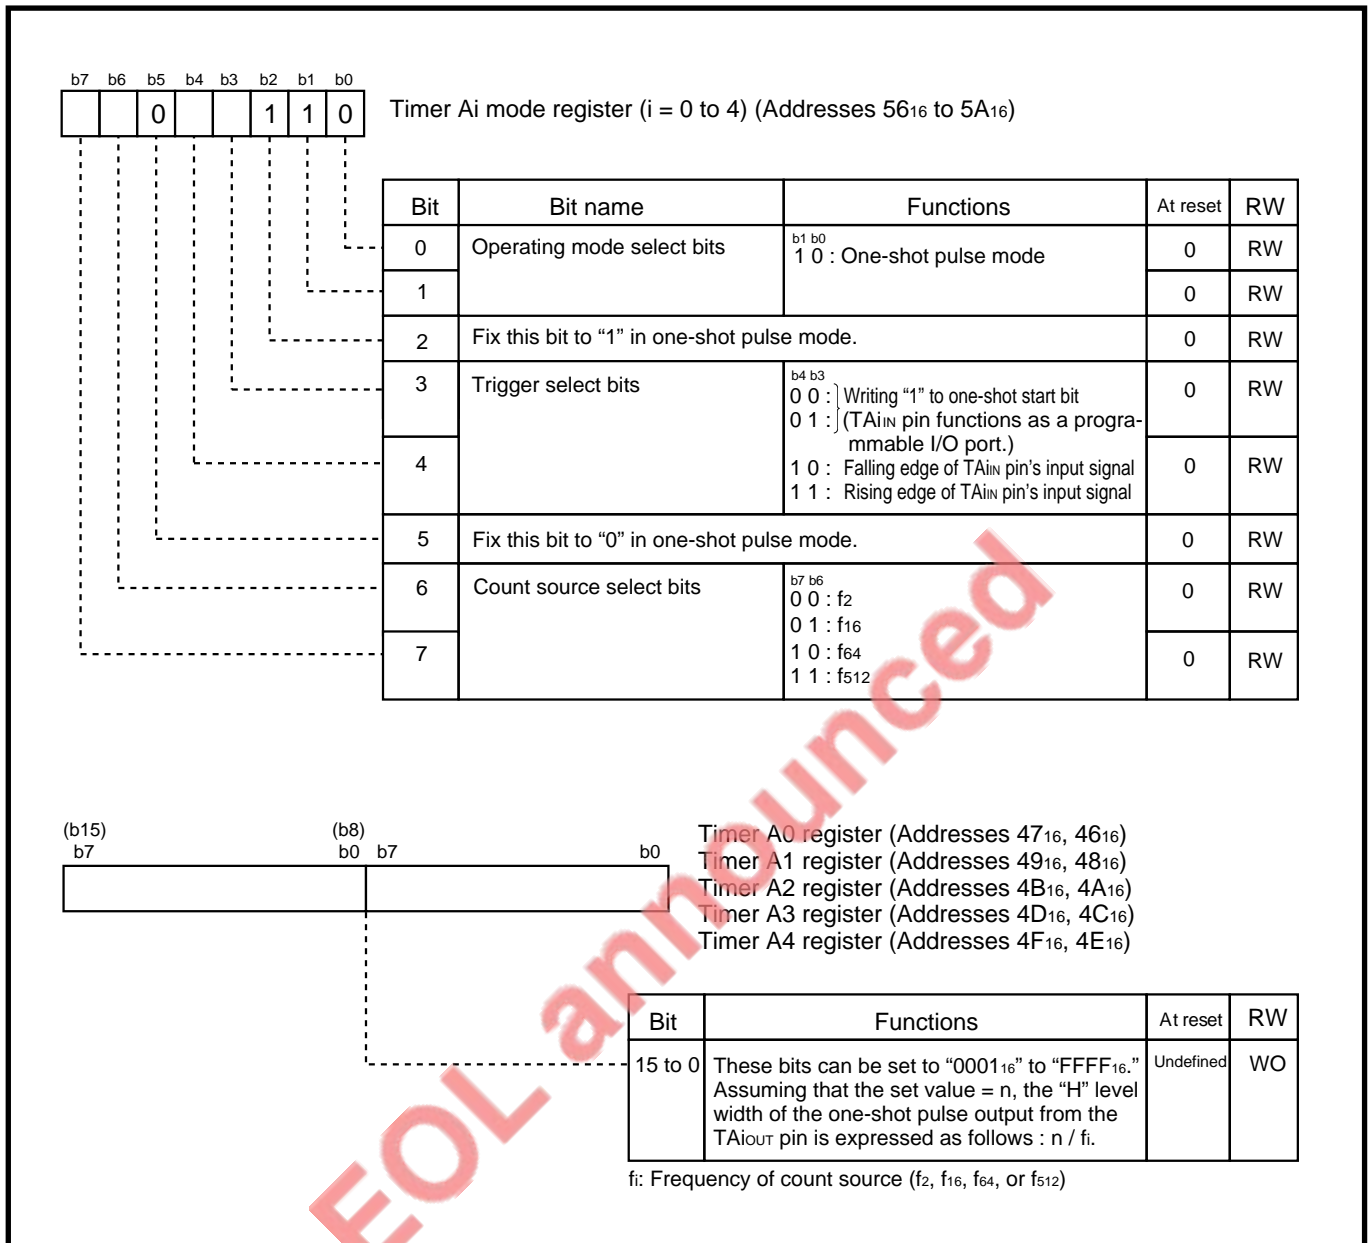 b7 b6 b5 b4 b3 b2 b1 b0
0 1 1 0
Timer Ai mode register (i = 0 to 4) (Addresses 5616 to 5A16)
Bit Bit name Functions At reset RW
0 Operating mode select bits b1 b0 0 RW
1 0 : One-shot pulse mode
1 0 RW
2 Fix this bit to “1” in one-shot pulse mode. 0 RW
3 Trigger select bits b4 b3 0 RW
0 0 : Writing “1” to one-shot start bit
0 1 : (TAiIN pin functions as a progra-
mmable I/O port.)
4 1 0 : Falling edge of TAiIN pin’s input signal 0 RW
1 1 : Rising edge of TAiIN pin’s input signal
5 Fix this bit to “0” in one-shot pulse mode. 0 RW
6 Count source select bits b7 b6 0 RW
0 0 : f2
0 1 : f16
7 1 0 : f64 0 RW
1 1 : f512
(b15) (b8)
b7 b0 b7 b0
Timer A0 register (Addresses 4716, 4616)
Timer A1 register (Addresses 4916, 4816)
Timer A2 register (Addresses 4B16, 4A16)
Timer A3 register (Addresses 4D16, 4C16)
Timer A4 register (Addresses 4F16, 4E16)
Bit Functions At reset RW
15 to 0 These bits can be set to “000116” to “FFFF16.” Undefined WO
Assuming that the set value = n, the “H” level
width of the one-shot pulse output from the
TAiOUT pin is expressed as follows : n / fi.
fi: Frequency of count source (f2, f16, f64, or f512)
EOL announced